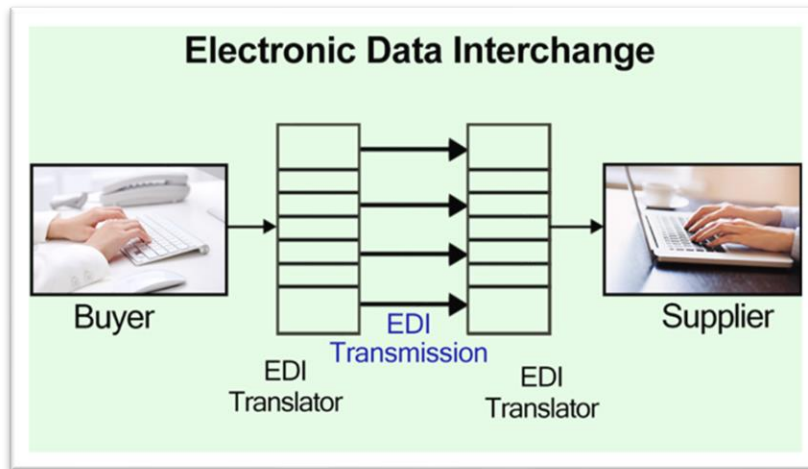 Electronic Data Interchange
Buyer
Supplier
EDI
Transmission
EDI
Translator
EDI
Translator